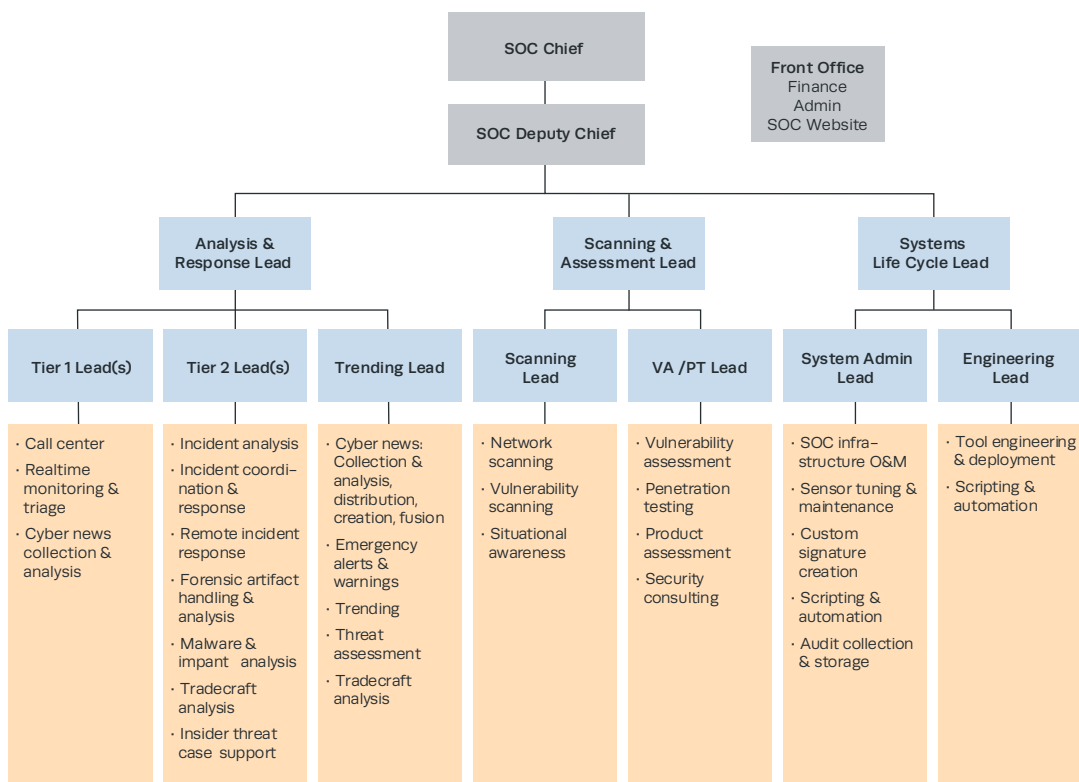 SOC Chief
Front Office
Finance
Admin
SOC Website
SOC Deputy Chief
Analysis &
Response Lead
Scanning &
Assessment Lead
Systems
Life Cycle Lead
Tier 1 Lead(s)
Tier 2 Lead(s)
Trending Lead
Scanning
Lead
VA /PT Lead
System Admin
Lead
Engineering
Lead
· Call center
· Realtime
monitoring &
triage
· Cyber news
collection &
analysis
· Incident analysis
· Incident coordi-
nation &
response
· Remote incident
response
· Forensic artifact
handling &
analysis
· Malware &
impant analysis
· Tradecraft
analysis
· Insider threat
case support
· Cyber news:
Collection &
analysis,
distribution,
creation, fusion
· Emergency
alerts &
warnings
· Trending
· Threat
assessment
· Tradecraft
analysis
· Network
scanning
· Vulnerability
scanning
· Situational
awareness
· Vulnerability
assessment
· Penetration
testing
· Product
assessment
· Security
consulting
· SOC infra-
structure O&M
· Sensor tuning &
maintenance
· Custom
signature
creation
· Scripting &
automation
· Audit collection
& storage
· Tool engineering
& deployment
· Scripting &
automation